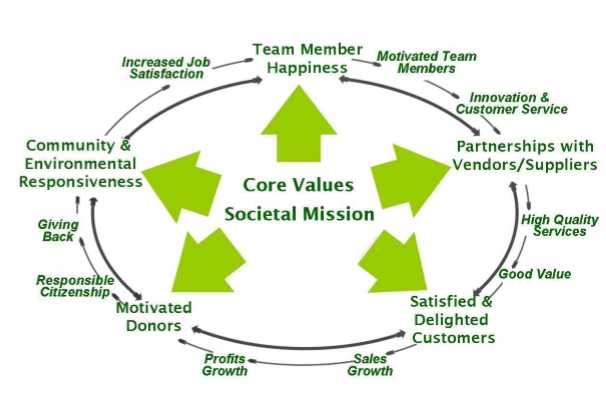 Team Member
Happiness
Increased Job
Satisfaction
Motivated Team
Members
Innovation &
Customer Service
Community &
Environmental
Responsiveness
Partnerships with
Vendors/Suppliers
Core Values
Societal Mission
Giving
Back
High Quality
Services
Responsible
Citizenship
Good Value
Motivated
Donors
Satisfied &
Delighted
Customers
Profits
Growth
Sales
Growth